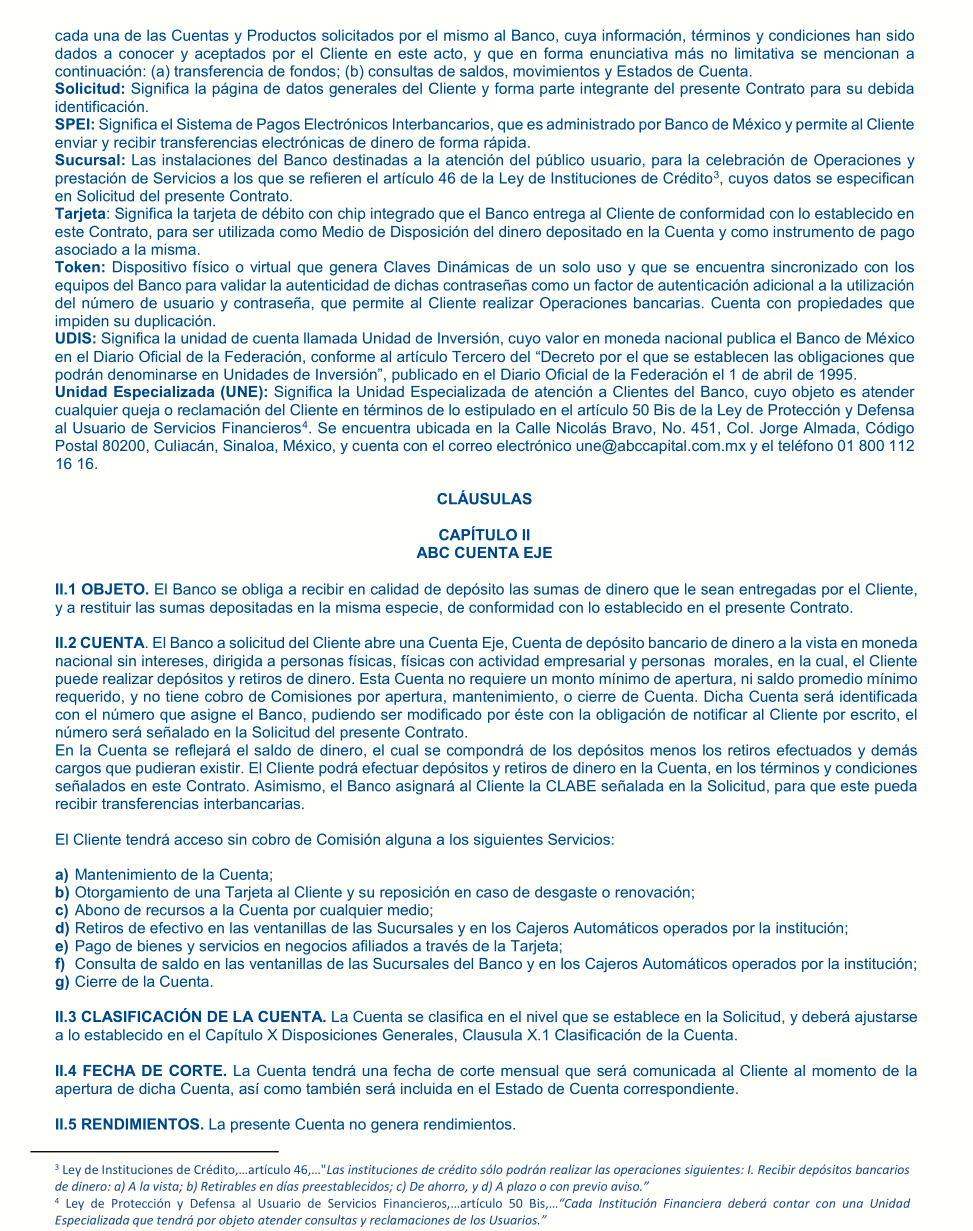 cada una de las Cuentas y Productos solicitados por el mismo al Banco, cuya información, términos y condiciones han sido
dados a conocer y aceptados por el Cliente en este acto, y que en forma enunciativa más no limitativa se mencionan a
continuación: (a) transferencia de fondos; (b) consultas de saldos, movimientos y Estados de Cuenta.
Solicitud: Significa la página de datos generales del Cliente y forma parte integrante del presente Contrato para su debida
identificación.
SPEI: Significa el Sistema de Pagos Electrónicos Interbancarios, que es administrado por Banco de México y permite al Cliente
enviar y recibir transferencias electrónicas de dinero de forma rápida.
Sucursal: Las instalaciones del Banco destinadas a la atención del público usuario, para la celebración de Operaciones y
prestación de Servicios a los que se refieren el artículo 46 de la Ley de Instituciones de Crédito³, cuyos datos se especifican
en Solicitud del presente Contrato.
Tarjeta: Significa la tarjeta de débito con chip integrado que el Banco entrega al Cliente de conformidad con lo establecido en
este Contrato, para ser utilizada como Medio de Disposición del dinero depositado en la Cuenta y como instrumento de pago
asociado a la misma.
Token: Dispositivo físico o virtual que genera Claves Dinámicas de un solo uso y que se encuentra sincronizado con los
equipos del Banco para validar la autenticidad de dichas contraseñas como un factor de autenticación adicional a la utilización
del número de usuario y contraseña, que permite al Cliente realizar Operaciones bancarias. Cuenta con propiedades que
impiden su duplicación.
UDIS: Significa la unidad de cuenta llamada Unidad de Inversión, cuyo valor en moneda nacional publica el Banco de México
en el Diario Oficial de la Federación, conforme al artículo Tercero del “Decreto por el que se establecen las obligaciones que
podrán denominarse en Unidades de Inversión”, publicado en el Diario Oficial de la Federación el 1 de abril de 1995.
Unidad Especializada (UNE): Significa la Unidad Especializada de atención a Clientes del Banco, cuyo objeto es atender
cualquier queja o reclamación del Cliente en términos de lo estipulado en el artículo 50 Bis de la Ley de Protección y Defensa
al Usuario de Servicios Financieros⁴. Se encuentra ubicada en la Calle Nicolás Bravo, No. 451, Col. Jorge Almada, Código
Postal 80200, Culiacán, Sinaloa, México, y cuenta con el correo electrónico une@abccapital.com.mx y el teléfono 01 800 112
16 16.
CLÁUSULAS
CAPÍTULO II
ABC CUENTA EJE
II.1 OBJETO. El Banco se obliga a recibir en calidad de depósito las sumas de dinero que le sean entregadas por el Cliente,
y a restituir las sumas depositadas en la misma especie, de conformidad con lo establecido en el presente Contrato.
II.2 CUENTA. El Banco a solicitud del Cliente abre una Cuenta Eje, Cuenta de depósito bancario de dinero a la vista en moneda
nacional sin intereses, dirigida a personas físicas, físicas con actividad empresarial y personas morales, en la cual, el Cliente
puede realizar depósitos y retiros de dinero. Esta Cuenta no requiere un monto mínimo de apertura, ni saldo promedio mínimo
requerido, y no tiene cobro de Comisiones por apertura, mantenimiento, o cierre de Cuenta. Dicha Cuenta será identificada
con el número que asigne el Banco, pudiendo ser modificado por éste con la obligación de notificar al Cliente por escrito, el
número será señalado en la Solicitud del presente Contrato.
En la Cuenta se reflejará el saldo de dinero, el cual se compondrá de los depósitos menos los retiros efectuados y demás
cargos que pudieran existir. El Cliente podrá efectuar depósitos y retiros de dinero en la Cuenta, en los términos y condiciones
señalados en este Contrato. Asimismo, el Banco asignará al Cliente la CLABE señalada en la Solicitud, para que este pueda
recibir transferencias interbancarias.
El Cliente tendrá acceso sin cobro de Comisión alguna a los siguientes Servicios:
a) Mantenimiento de la Cuenta;
b) Otorgamiento de una Tarjeta al Cliente y su reposición en caso de desgaste o renovación;
c) Abono de recursos a la Cuenta por cualquier medio;
d) Retiros de efectivo en las ventanillas de las Sucursales y en los Cajeros Automáticos operados por la institución;
e) Pago de bienes y servicios en negocios afiliados a través de la Tarjeta;
f) Consulta de saldo en las ventanillas de las Sucursales del Banco y en los Cajeros Automáticos operados por la institución;
g) Cierre de la Cuenta.
II.3 CLASIFICACIÓN DE LA CUENTA. La Cuenta se clasifica en el nivel que se establece en la Solicitud, y deberá ajustarse
a lo establecido en el Capítulo X Disposiciones Generales, Clausula X.1 Clasificación de la Cuenta.
II.4 FECHA DE CORTE. La Cuenta tendrá una fecha de corte mensual que será comunicada al Cliente al momento de la
apertura de dicha Cuenta, así como también será incluida en el Estado de Cuenta correspondiente.
II.5 RENDIMIENTOS. La presente Cuenta no genera rendimientos.
³ Ley de Instituciones de Crédito,…artículo 46,…"Las instituciones de crédito sólo podrán realizar las operaciones siguientes: I. Recibir depósitos bancarios
de dinero: a) A la vista; b) Retirables en días preestablecidos; c) De ahorro, y d) A plazo o con previo aviso.”
⁴ Ley de Protección y Defensa al Usuario de Servicios Financieros,…artículo 50 Bis,…“Cada Institución Financiera deberá contar con una Unidad
Especializada que tendrá por objeto atender consultas y reclamaciones de los Usuarios.”